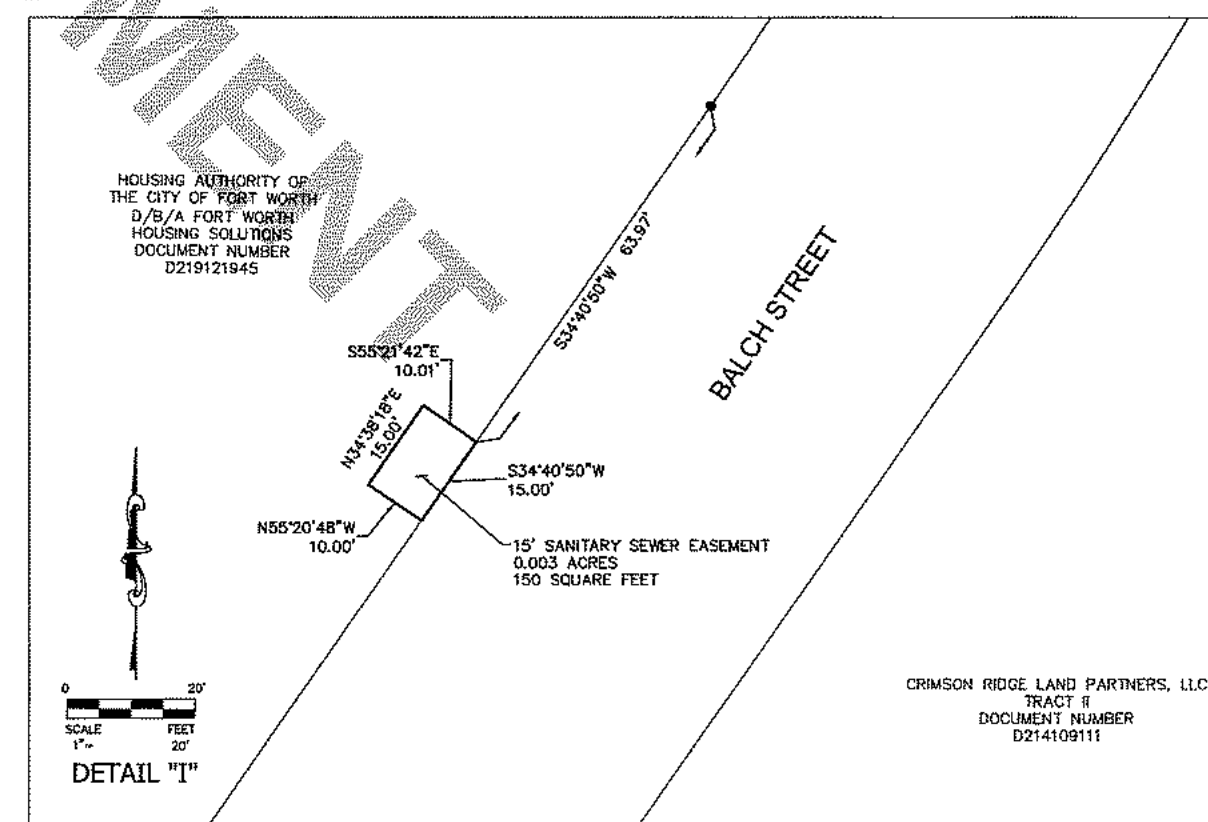 MENT
HOUSING AUTHORITY OF
THE CITY OF FORT WORTH
D/B/A FORT WORTH
HOUSING SOLUTIONS
DOCUMENT NUMBER
D219121945
S34°40'50"W 63.97'
BALCH STREET
S55°21'42"E
10.01'
N34°38'18"E
15.00'
S34°40'50"W
15.00'
N55°20'48"W
10.00'
15' SANITARY SEWER EASEMENT
0.003 ACRES
150 SQUARE FEET
0 20'
SCALE FEET
1"= 20'
DETAIL "I"
CRIMSON RIDGE LAND PARTNERS, LLC
TRACT II
DOCUMENT NUMBER
D214109111